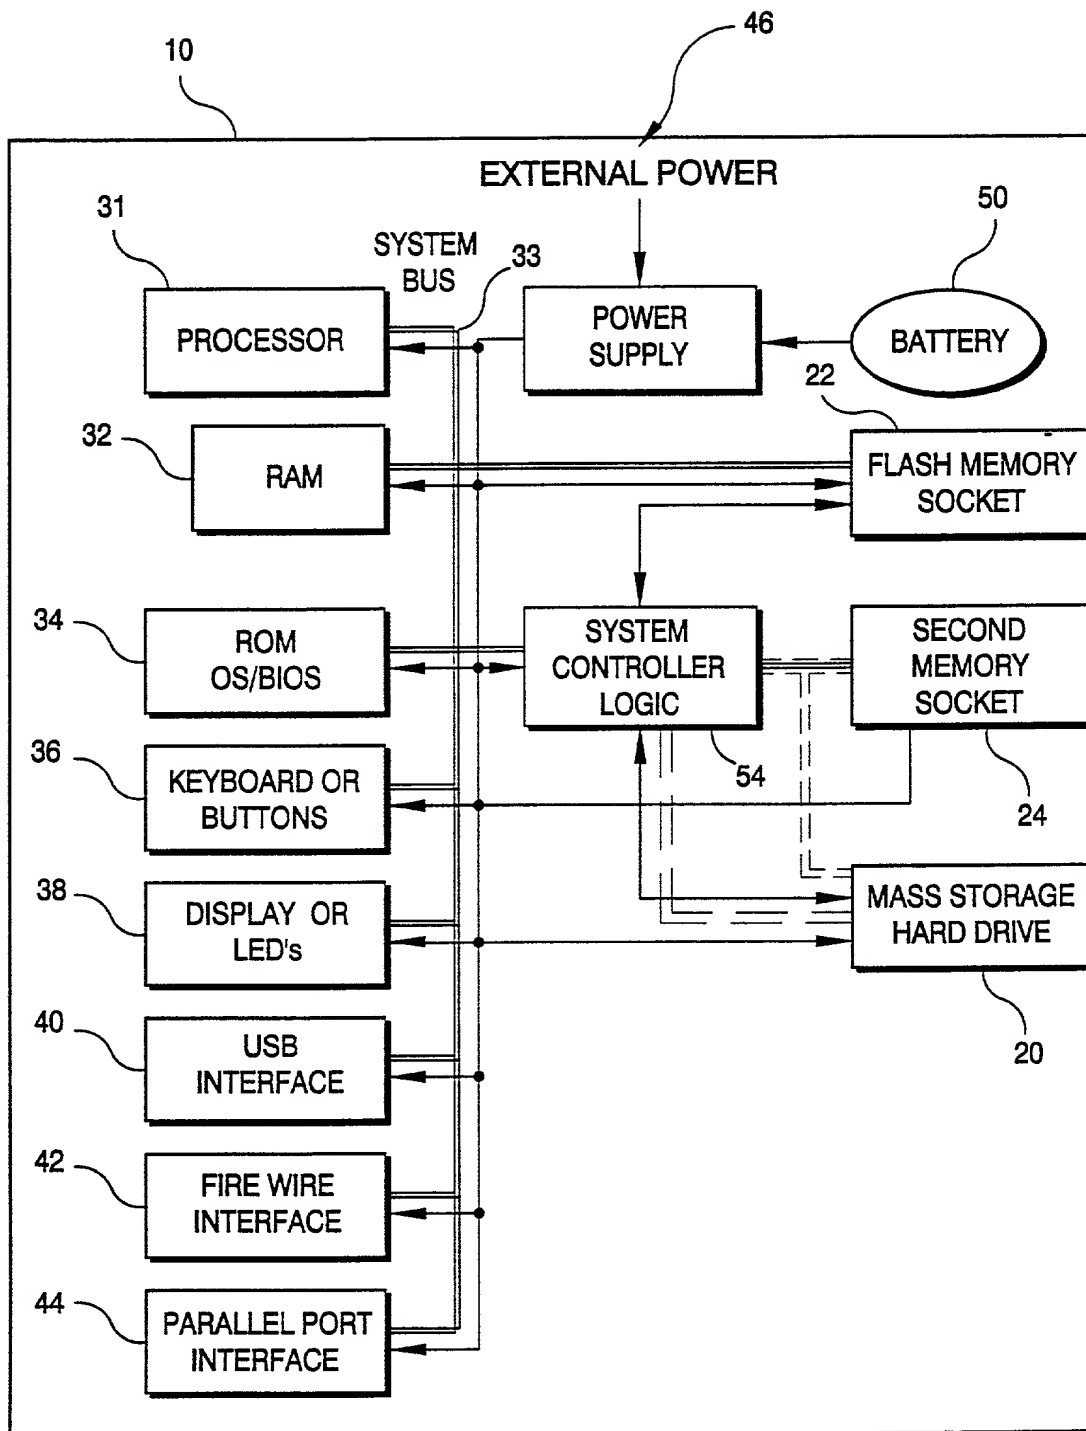 46
10
EXTERNAL POWER
31
50
SYSTEM
BUS
33
PROCESSOR
POWER
SUPPLY
BATTERY
22
32
RAM
FLASH MEMORY
SOCKET
34
ROM
OS/BIOS
SYSTEM
CONTROLLER
LOGIC
SECOND
MEMORY
SOCKET
36
KEYBOARD OR
BUTTONS
54
24
38
DISPLAY OR
LED's
MASS STORAGE
HARD DRIVE
40
USB
INTERFACE
20
42
FIRE WIRE
INTERFACE
44
PARALLEL PORT
INTERFACE